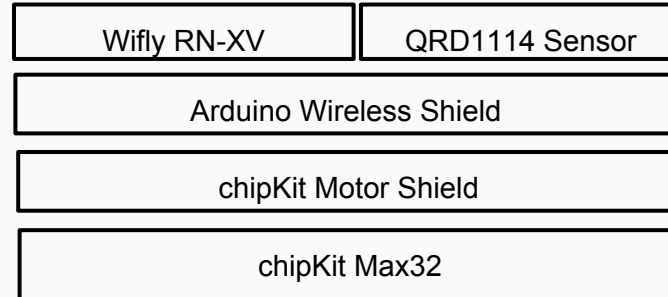 Wifly RN-XV
QRD1114 Sensor
Arduino Wireless Shield
chipKit Motor Shield
chipKit Max32